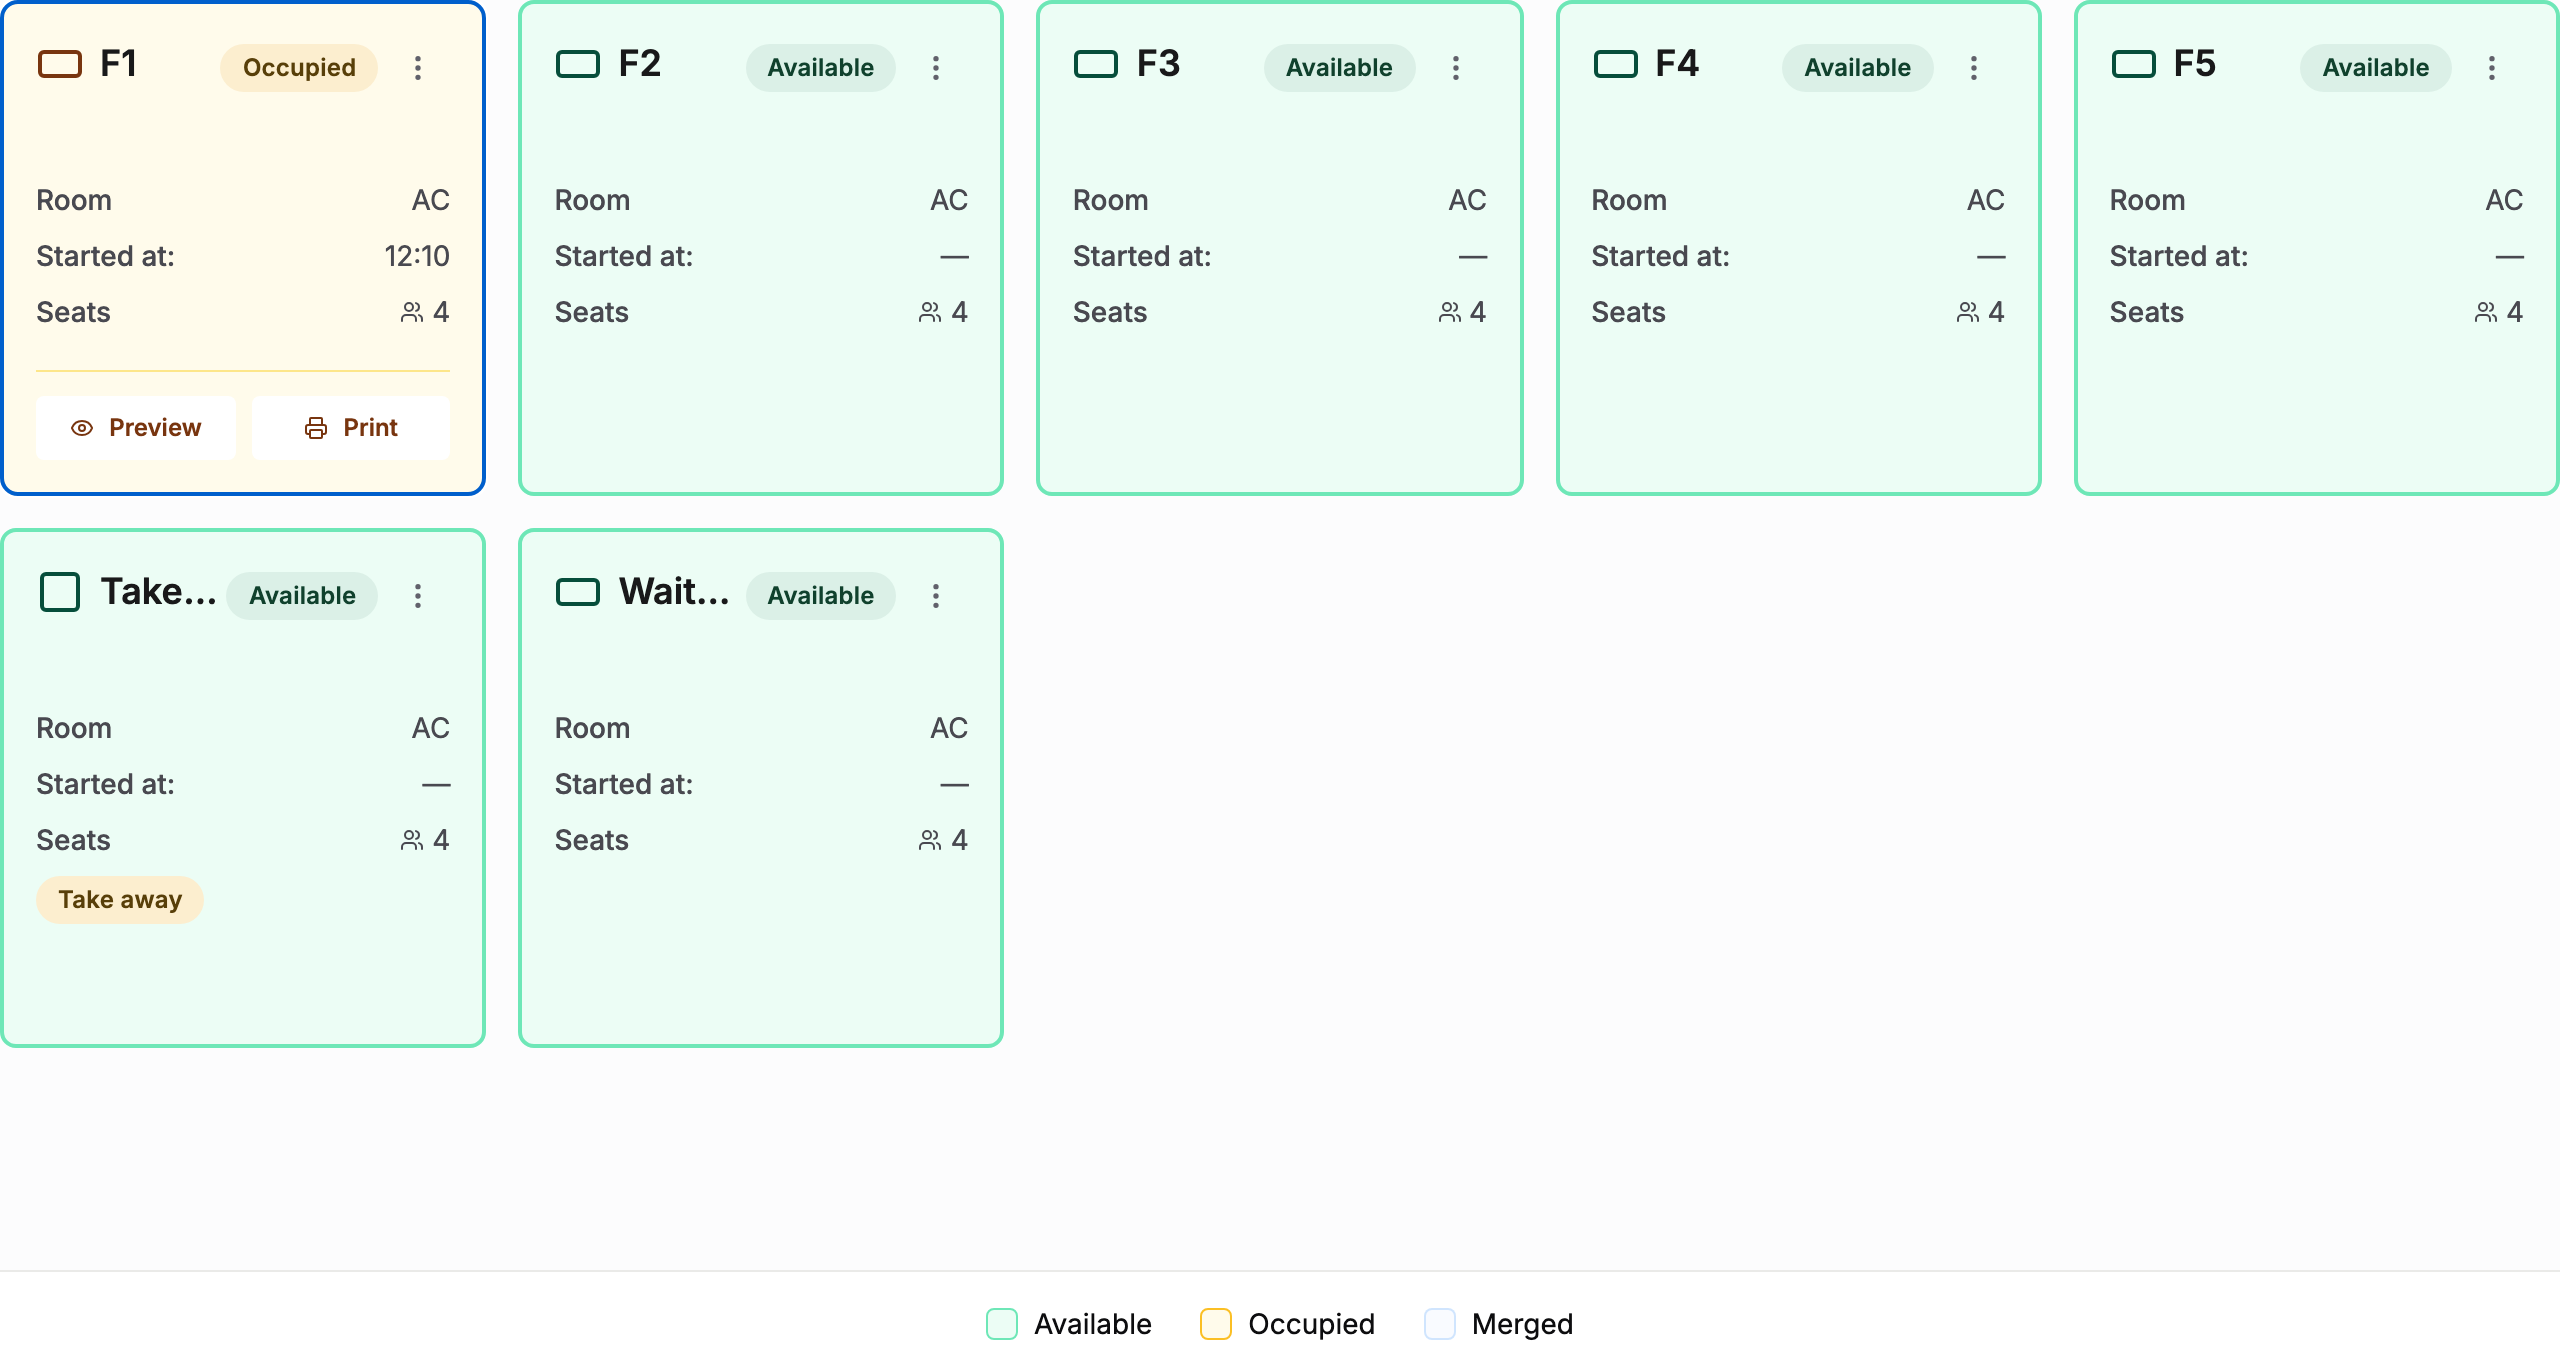 F1 Occupied
Room AC
Started at: 12:10
Seats 4
Preview Print
F2 Available
Room AC
Started at: —
Seats 4
F3 Available
Room AC
Started at: —
Seats 4
F4 Available
Room AC
Started at: —
Seats 4
F5 Available
Room AC
Started at: —
Seats 4
Take... Available
Room AC
Started at: —
Seats 4
Take away
Wait... Available
Room AC
Started at: —
Seats 4
Available Occupied Merged